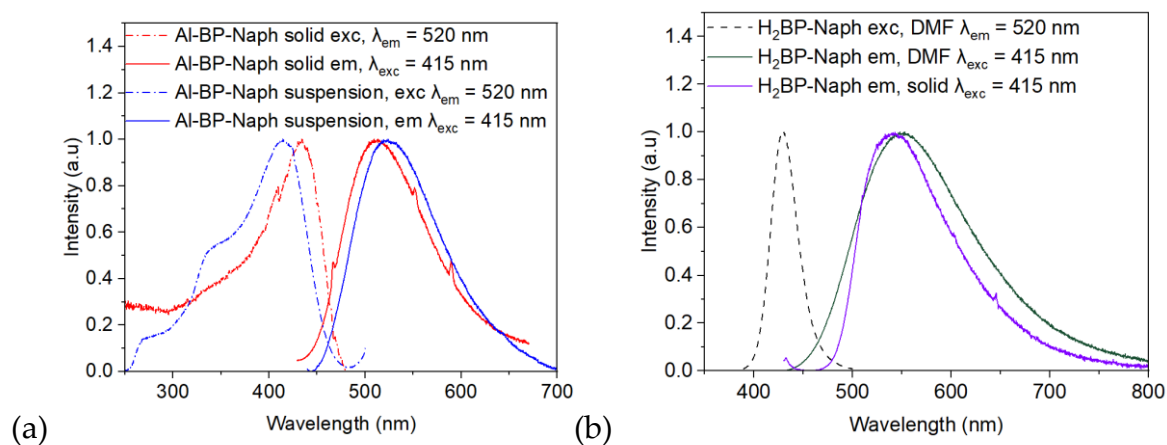 Al-BP-Naph solid exc, λem = 520 nm
Al-BP-Naph solid em, λexc = 415 nm
Al-BP-Naph suspension, exc λem = 520
Al-BP-Naph suspension, em λexc = 415
1.4
1.2
1.0
0.8
0.6
0.4
0.2
0.0
Intensity (a.u)
300 400 500 600 700
Wavelength (nm)
(a)
H2BP-Naph exc, DMF λem = 520 nm
H2BP-Naph em, DMF λexc = 415 nm
H2BP-Naph em, solid λexc = 415 nm
1.4
1.2
1.0
0.8
0.6
0.4
0.2
0.0
Intensity (a.u)
400 500 600 700 800
Wavelength (nm)
(b)